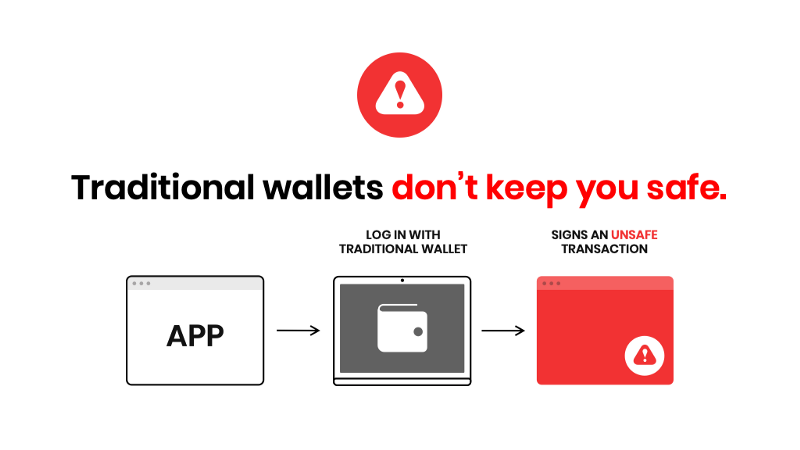 Traditional wallets don’t keep you safe.
LOG IN WITH
TRADITIONAL WALLET
SIGNS AN UNSAFE
TRANSACTION
APP